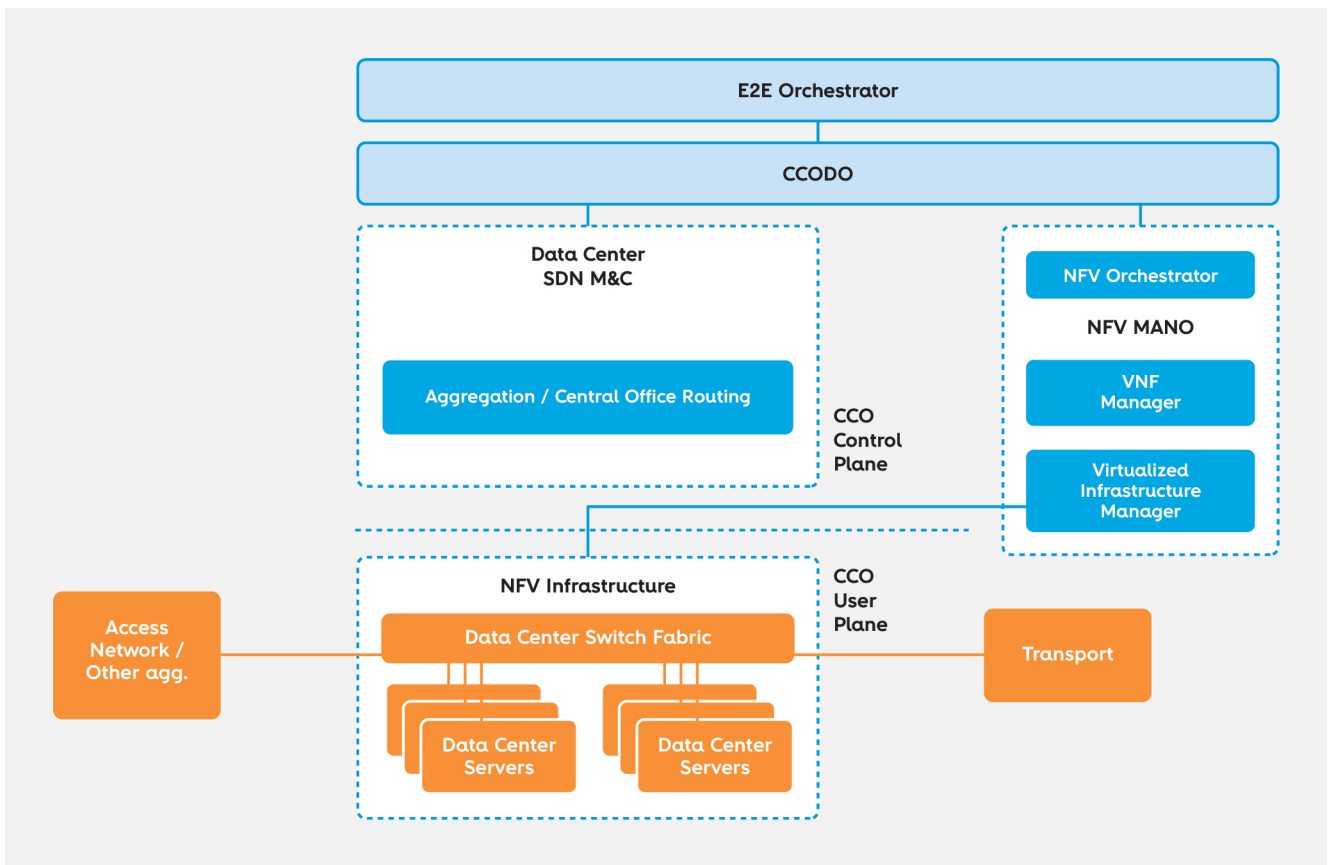 E2E Orchestrator
CCODO
Data Center
SDN M&C
Aggregation / Central Office Routing
CCO
Control
Plane
NFV Orchestrator
NFV MANO
VNF
Manager
Virtualized
Infrastructure
Manager
NFV Infrastructure
CCO
User
Plane
Access
Network /
Other agg.
Data Center Switch Fabric
Transport
Data Center
Servers
Data Center
Servers